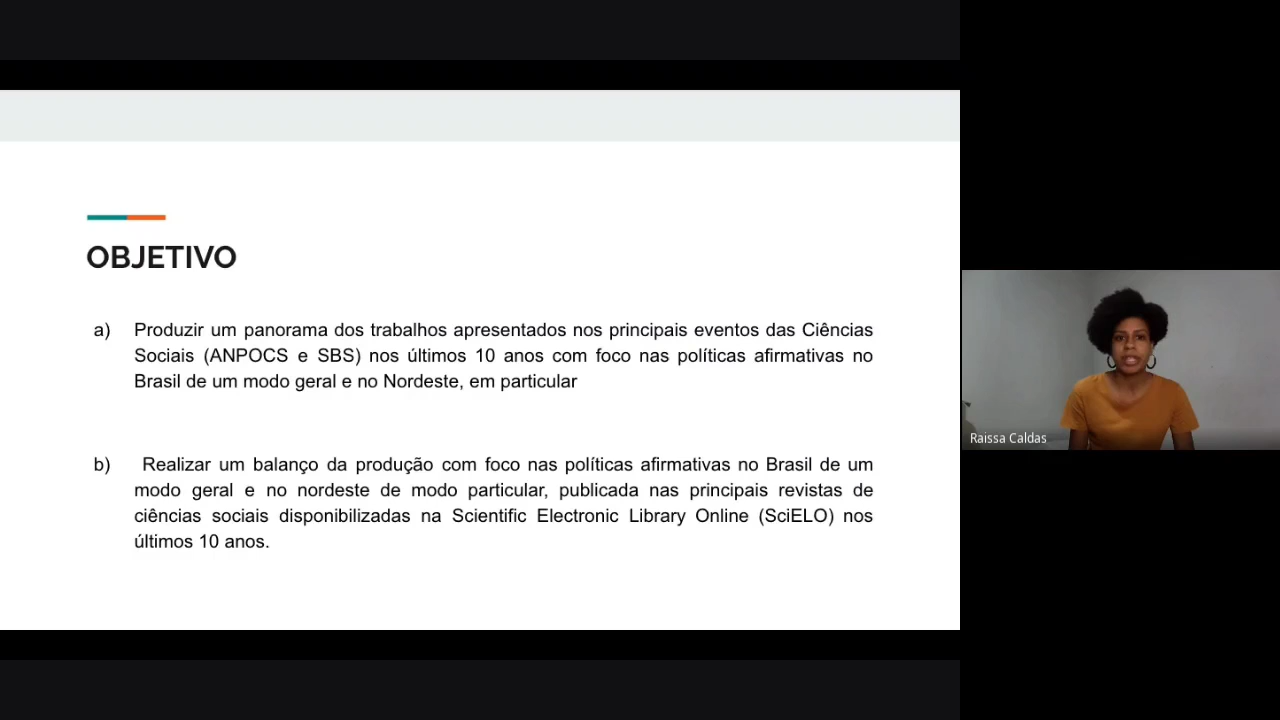 OBJETIVO
a) Produzir um panorama dos trabalhos apresentados nos principais eventos das Ciências
Sociais (ANPOCS e SBS) nos últimos 10 anos com foco nas políticas afirmativas no
Brasil de um modo geral e no Nordeste, em particular
b) Realizar um balanço da produção com foco nas políticas afirmativas no Brasil de um
modo geral e no nordeste de modo particular, publicada nas principais revistas de
ciências sociais disponibilizadas na Scientific Electronic Library Online (SciELO) nos
últimos 10 anos.
Raissa Caldas